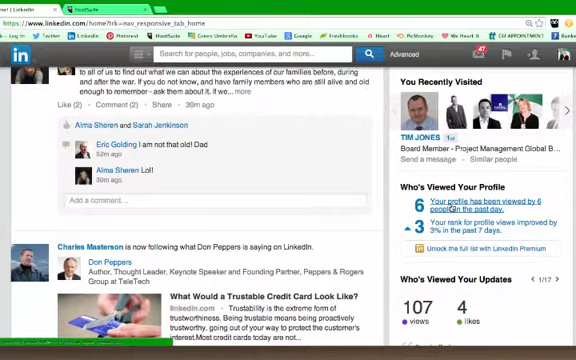 LinkedIn
HootSuite
https://www.linkedin.com/home?trk=nav_responsive_tab_home
Log In
Twitter
LinkedIn
Pinterest
Google
Green Umbrella
YouTube
Google+
Translate
Constant C
GU APPOINTMENT
in
Search for people, jobs, companies, and more...
Advanced
47
to all of us to find out what we can about the experiences of our families before, during
and after the war. If you do not know, and have family members who are still alive and old
enough to remember - ask them about it. If we... more
Like (2) · Comment (2) · Share · 39m ago
Alma Sheren and Sarah Jenkinson
Eric Golding I am not that old! Dad
52m ago
Alma Sheren Lol!
39m ago
Add a comment...
Charles Masterson is now following what Don Peppers is saying on LinkedIn.
Don Peppers
Author, Thought Leader, Keynote Speaker and Founding Partner, Peppers & Rogers
Group at TeleTech
What Would a Trustable Credit Card Look Like?
linkedin.com · Trustability is the extreme form of
trustworthiness. Being trustable means being proactively
trustworthy, going out of your way to protect the customer's
interest.Most credit cards today are not...
You Recently Visited
TIM JONES 1st
Board Member - Project Management Global B...
Send a message · Similar people
Who's Viewed Your Profile
6 Your profile has been viewed by 6
people in the past day.
3 Your rank for profile views improved by
3% in the past 7 days.
Unlock the full list with LinkedIn Premium
Who's Viewed Your Updates
1/17
107
views
4
likes